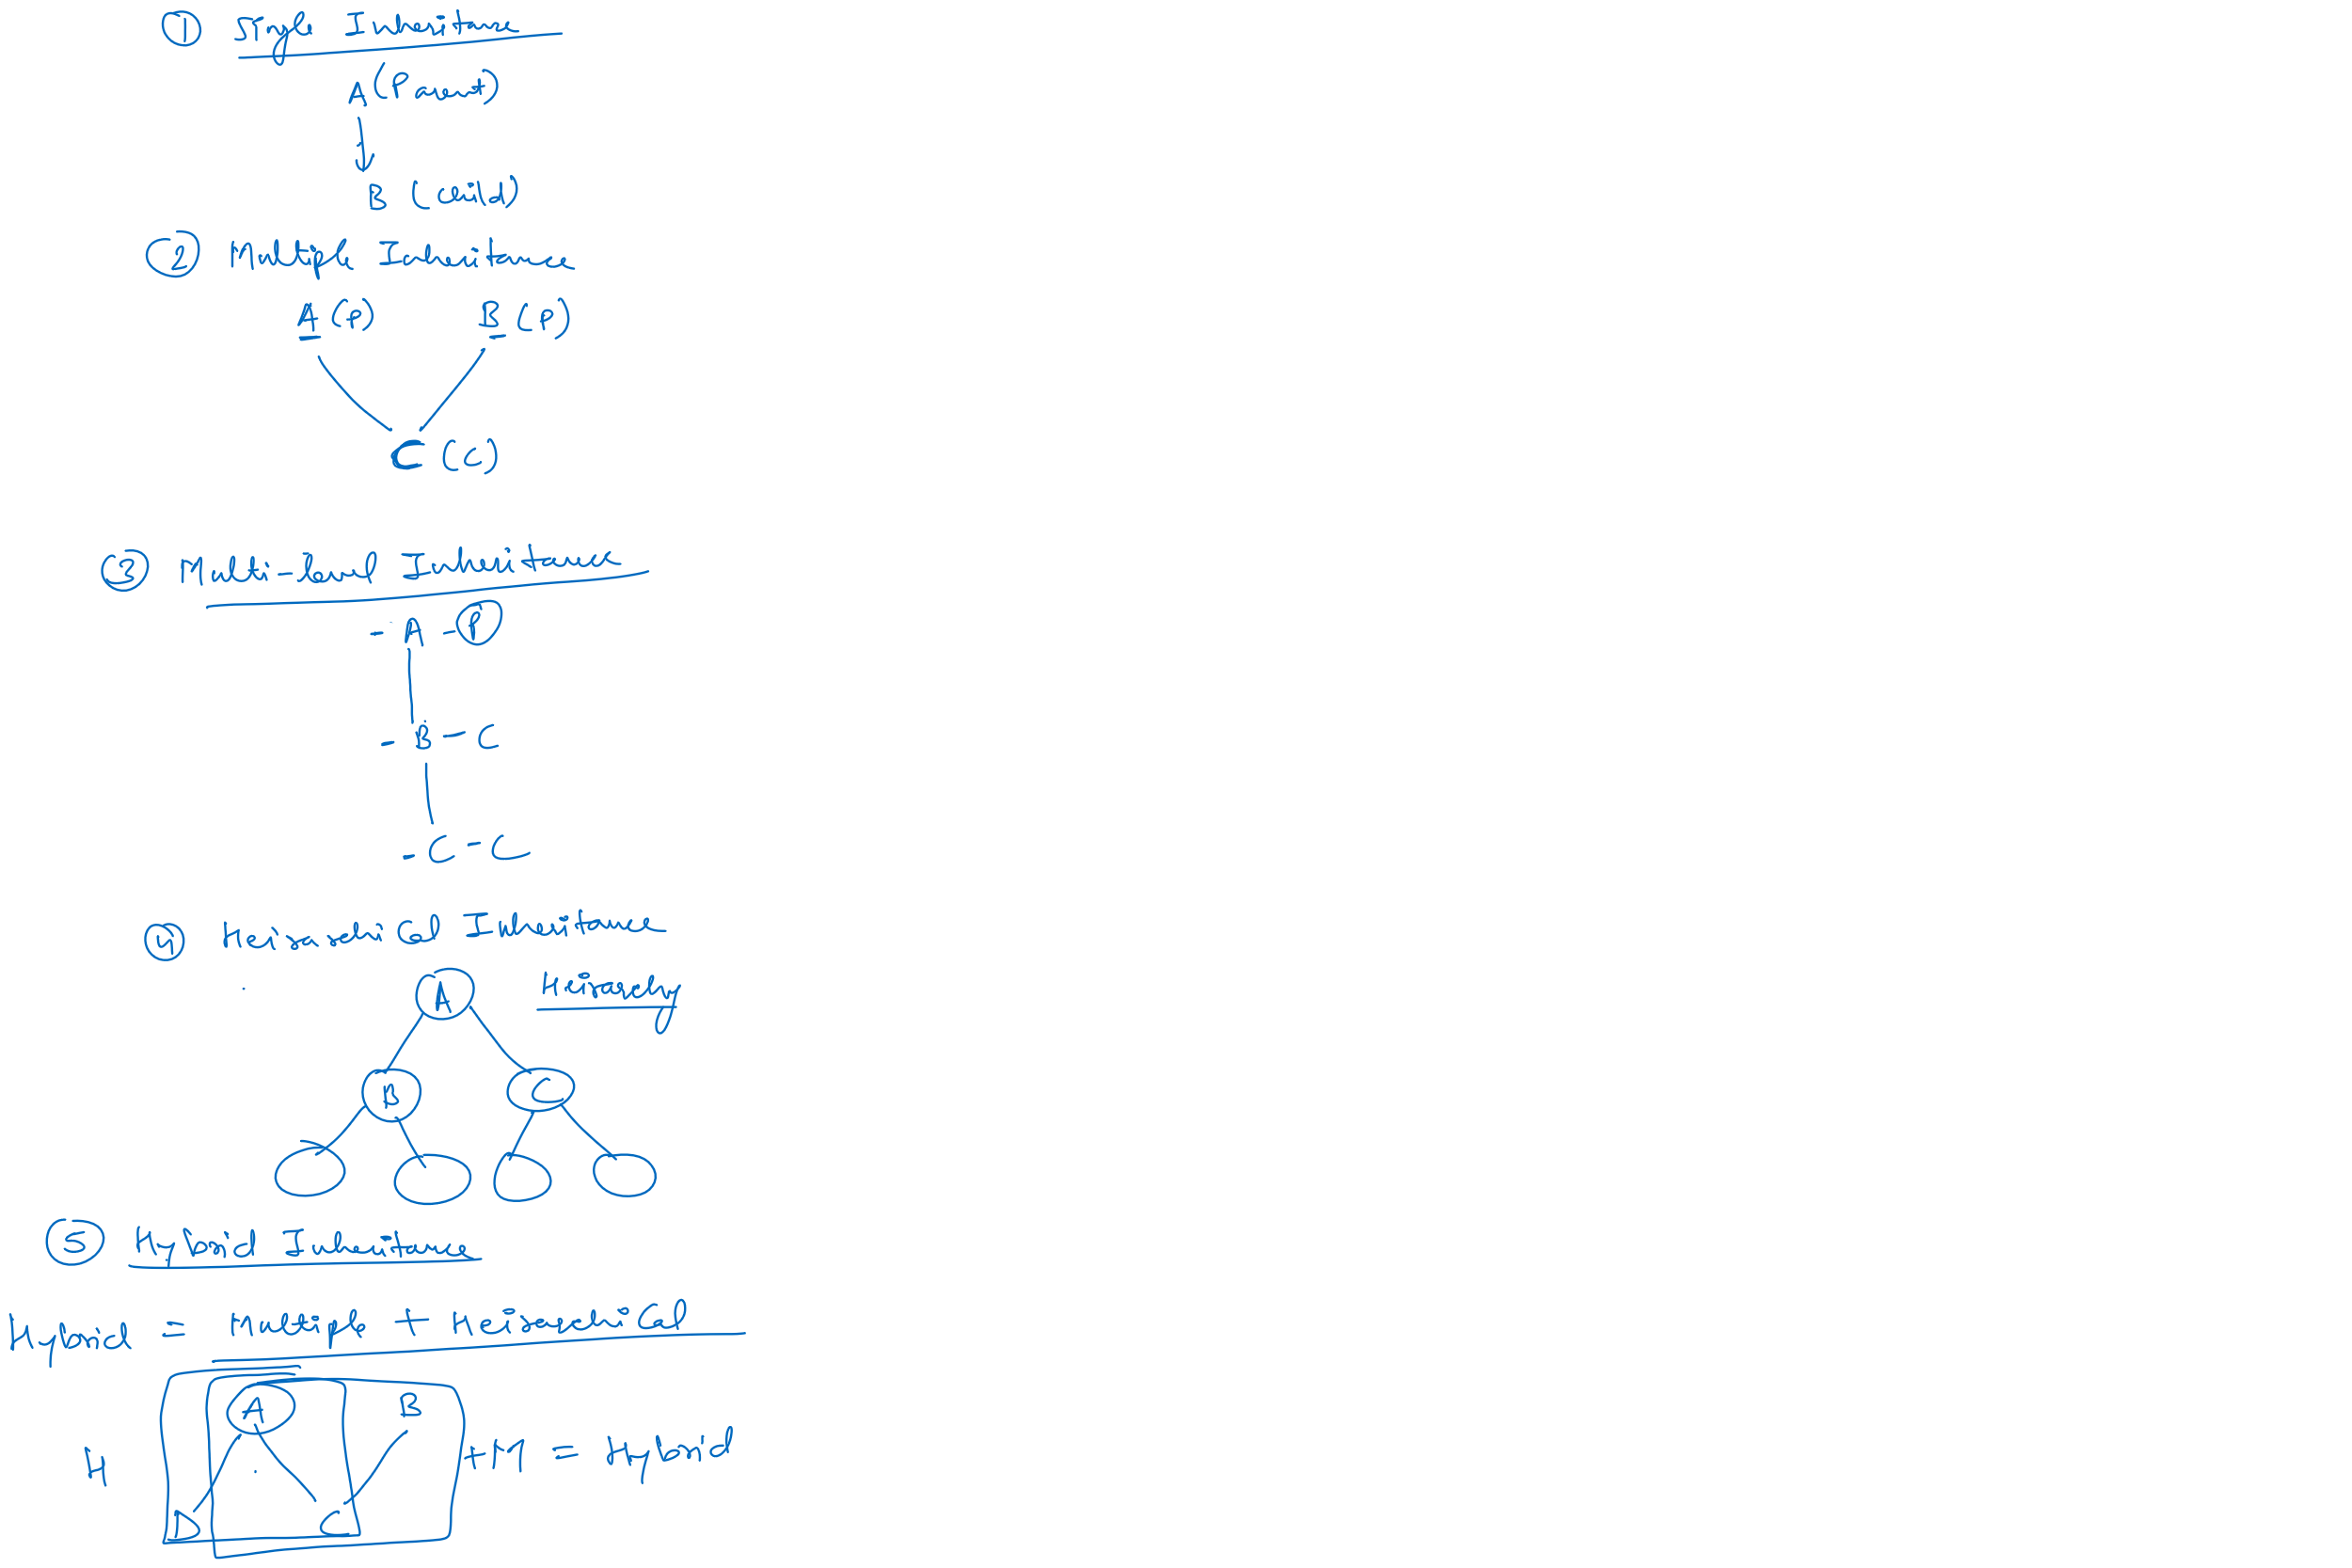 ① Single Inheritance
A (Parent)
B (child)
② Multiple Inheritance
A (P) B (P)
C (C)
③ Multi-level Inheritance
- A - P
- B - C
- C - C
④ Heirarchical Inheritance
A Heirarchy
B C
⑤ Hybrid Inheritance
Hybrid = Multiple + Heirarchical
A B
H + M = Hybrid
D C